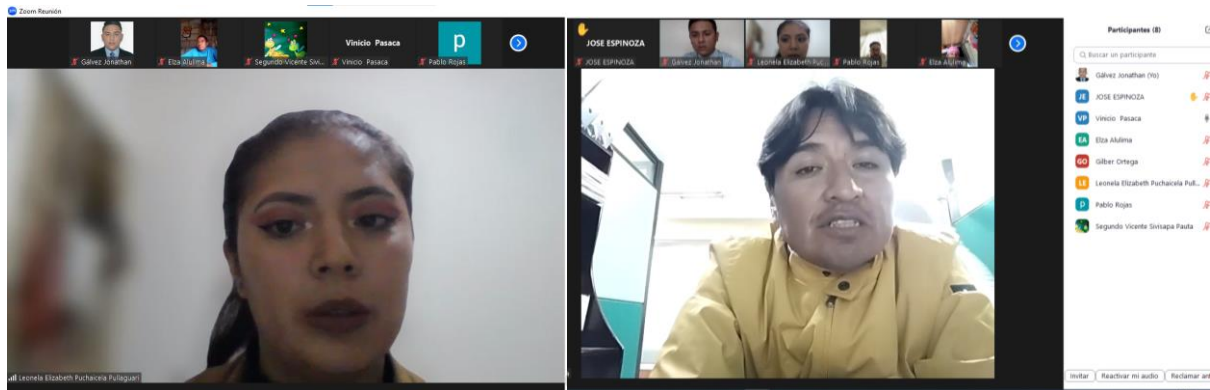 Zoom Reunión
Vinicio Pasaca
P
Gálvez Jonathan
Elza Alulima
Segundo Vicente Sivi...
Vinicio Pasaca
Pablo Rojas
Leonela Elizabeth Puchaicela Pullaguari
JOSE ESPINOZA
JOSE ESPINOZA
Gálvez Jonathan
Leonela Elizabeth Puc...
Pablo Rojas
Elza Alulima
Participantes (8)
Buscar un participante
Gálvez Jonathan (Yo)
JE JOSE ESPINOZA
VP Vinicio Pasaca
EA Elza Alulima
GO Gilber Ortega
LE Leonela Elizabeth Puchaicela Pull...
P Pablo Rojas
Segundo Vicente Sivisapa Pauta
Invitar
Reactivar mi audio
Reclamar an